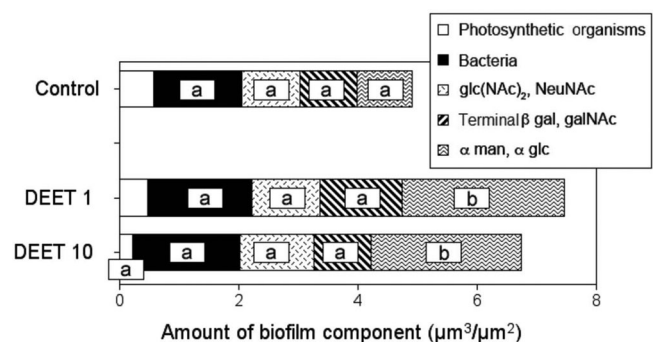 Photosynthetic organisms
Bacteria
glc(NAc)₂, NeuNAc
Terminal β gal, galNAc
α man, α glc
Control
a a a a
DEET 1
a a a b
DEET 10
a a a b
a
0 2 4 6 8
Amount of biofilm component (µm³/µm²)